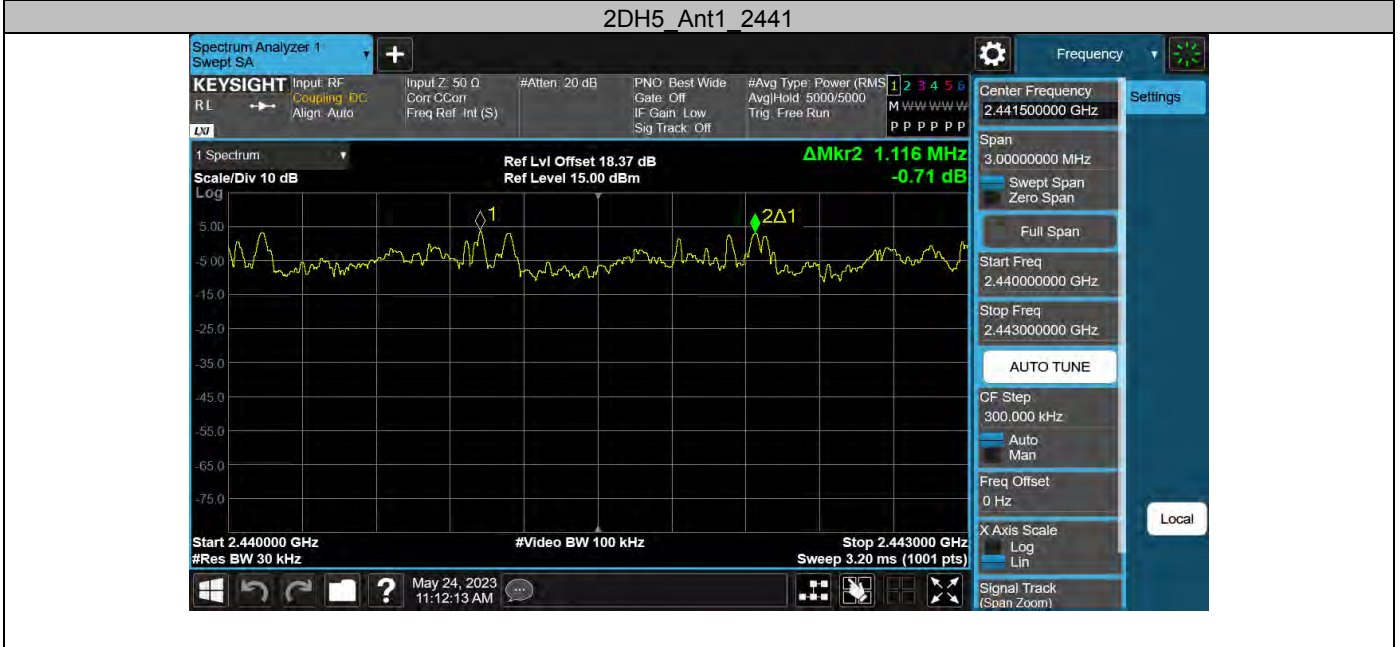 2DH5_Ant1_2441
Spectrum Analyzer 1
Swept SA
Frequency
KEYSIGHT
RL
LXI
Input: RF
Coupling: DC
Align: Auto
Input Z: 50 Ω
Corr CCorr
Freq Ref: Int (S)
#Atten: 20 dB
PNO: Best Wide
Gate: Off
IF Gain: Low
Sig Track: Off
#Avg Type: Power (RMS
Avg|Hold: 5000/5000
Trig: Free Run
1 2 3 4 5 6
M W W W W W
P P P P P P
1 Spectrum
Scale/Div 10 dB
Log
Ref Lvl Offset 18.37 dB
Ref Level 15.00 dBm
ΔMkr2 1.116 MHz
-0.71 dB
1
2Δ1
5.00
-5.00
-15.0
-25.0
-35.0
-45.0
-55.0
-65.0
-75.0
Start 2.440000 GHz
#Res BW 30 kHz
#Video BW 100 kHz
Stop 2.443000 GHz
Sweep 3.20 ms (1001 pts)
May 24, 2023
11:12:13 AM
Center Frequency
2.441500000 GHz
Settings
Span
3.00000000 MHz
Swept Span
Zero Span
Full Span
Start Freq
2.440000000 GHz
Stop Freq
2.443000000 GHz
AUTO TUNE
CF Step
300.000 kHz
Auto
Man
Freq Offset
0 Hz
X Axis Scale
Log
Lin
Local
Signal Track
(Span Zoom)